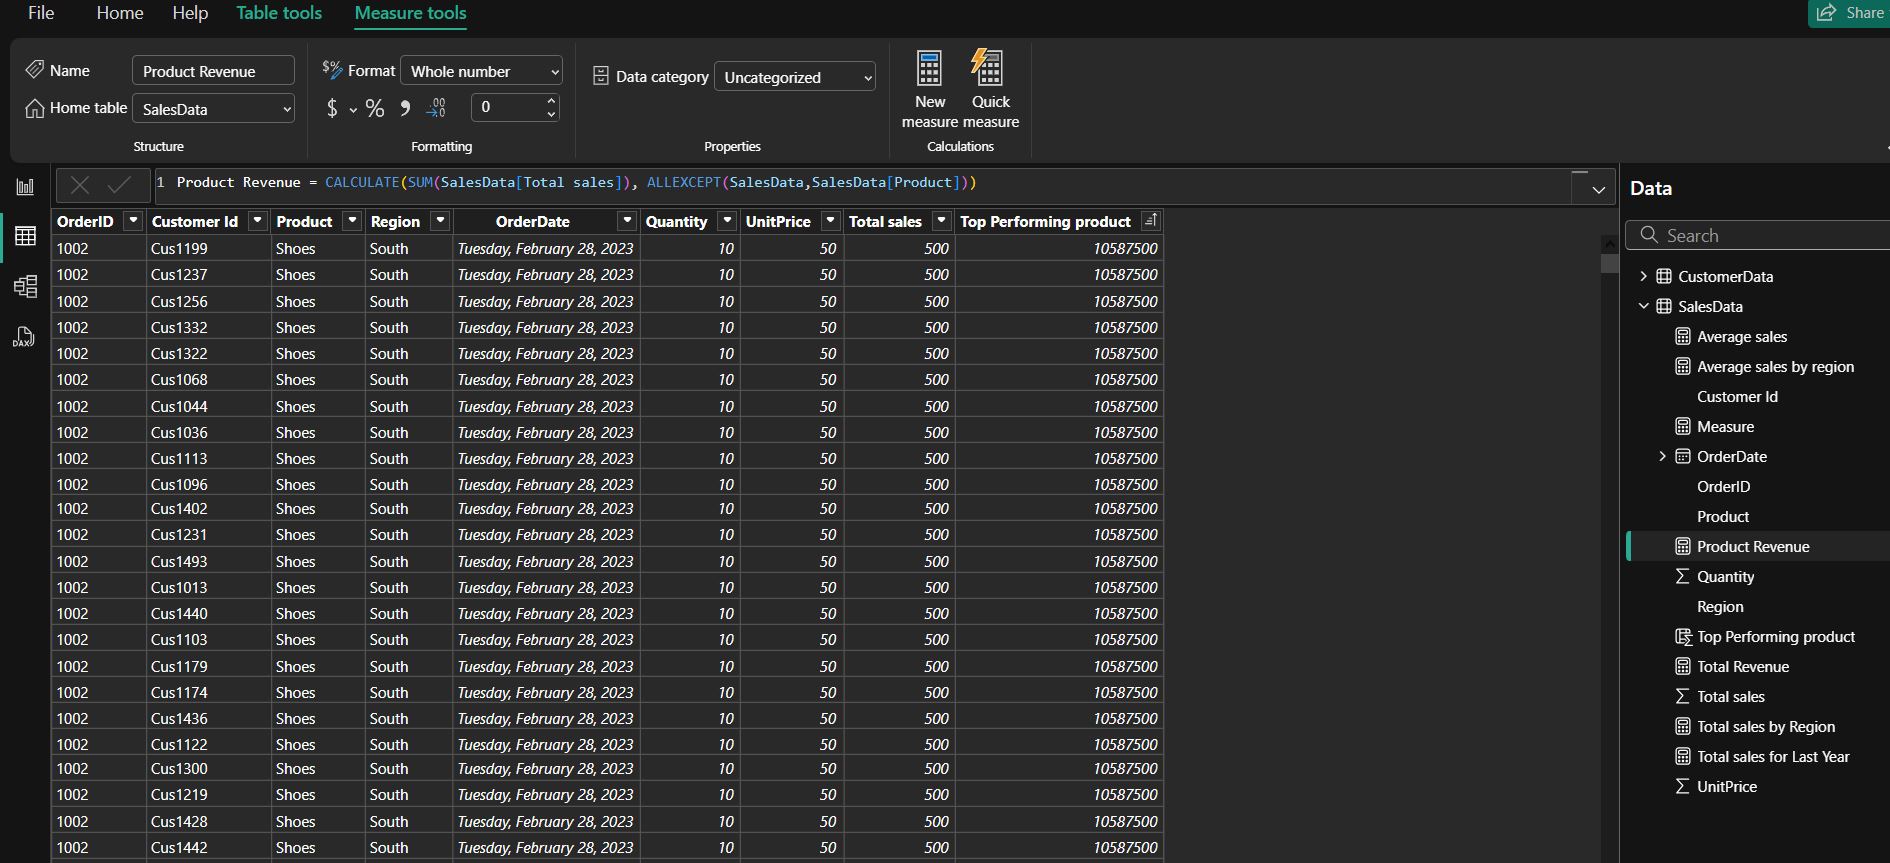 File Home Help Table tools Measure tools Share
Name Product Revenue $% Format Whole number Data category Uncategorized
Home table SalesData $ % , .00 →.0 0 New measure Quick measure
Structure Formatting Properties Calculations
1 Product Revenue = CALCULATE(SUM(SalesData[Total sales]), ALLEXCEPT(SalesData,SalesData[Product]))
OrderID Customer Id Product Region OrderDate Quantity UnitPrice Total sales Top Performing product
1002 Cus1199 Shoes South Tuesday, February 28, 2023 10 50 500 10587500
1002 Cus1237 Shoes South Tuesday, February 28, 2023 10 50 500 10587500
1002 Cus1256 Shoes South Tuesday, February 28, 2023 10 50 500 10587500
1002 Cus1332 Shoes South Tuesday, February 28, 2023 10 50 500 10587500
1002 Cus1322 Shoes South Tuesday, February 28, 2023 10 50 500 10587500
1002 Cus1068 Shoes South Tuesday, February 28, 2023 10 50 500 10587500
1002 Cus1044 Shoes South Tuesday, February 28, 2023 10 50 500 10587500
1002 Cus1036 Shoes South Tuesday, February 28, 2023 10 50 500 10587500
1002 Cus1113 Shoes South Tuesday, February 28, 2023 10 50 500 10587500
1002 Cus1096 Shoes South Tuesday, February 28, 2023 10 50 500 10587500
1002 Cus1402 Shoes South Tuesday, February 28, 2023 10 50 500 10587500
1002 Cus1231 Shoes South Tuesday, February 28, 2023 10 50 500 10587500
1002 Cus1493 Shoes South Tuesday, February 28, 2023 10 50 500 10587500
1002 Cus1013 Shoes South Tuesday, February 28, 2023 10 50 500 10587500
1002 Cus1440 Shoes South Tuesday, February 28, 2023 10 50 500 10587500
1002 Cus1103 Shoes South Tuesday, February 28, 2023 10 50 500 10587500
1002 Cus1179 Shoes South Tuesday, February 28, 2023 10 50 500 10587500
1002 Cus1174 Shoes South Tuesday, February 28, 2023 10 50 500 10587500
1002 Cus1436 Shoes South Tuesday, February 28, 2023 10 50 500 10587500
1002 Cus1122 Shoes South Tuesday, February 28, 2023 10 50 500 10587500
1002 Cus1300 Shoes South Tuesday, February 28, 2023 10 50 500 10587500
1002 Cus1219 Shoes South Tuesday, February 28, 2023 10 50 500 10587500
1002 Cus1428 Shoes South Tuesday, February 28, 2023 10 50 500 10587500
1002 Cus1442 Shoes South Tuesday, February 28, 2023 10 50 500 10587500
DAX
Data
Search
CustomerData
SalesData
Average sales
Average sales by region
Customer Id
Measure
OrderDate
OrderID
Product
Product Revenue
Quantity
Region
Top Performing product
Total Revenue
Total sales
Total sales by Region
Total sales for Last Year
UnitPrice